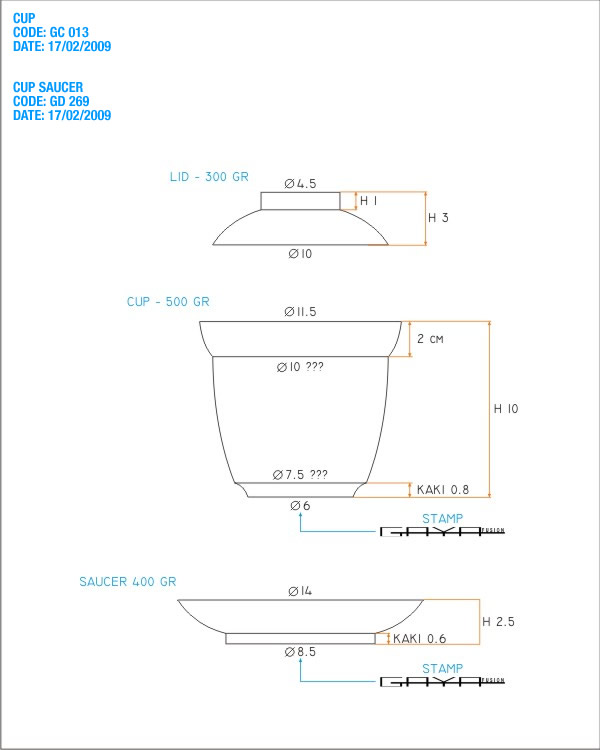 CUP
CODE: GC 013
DATE: 17/02/2009
CUP SAUCER
CODE: GD 269
DATE: 17/02/2009
LID - 300 GR
Ø4.5
H 1
H 3
Ø10
CUP - 500 GR
Ø11.5
2 CM
Ø10 ???
H 10
Ø7.5 ???
KAKI 0.8
Ø6
STAMP
FUSION
SAUCER 400 GR
Ø14
H 2.5
KAKI 0.6
Ø8.5
STAMP
FUSION